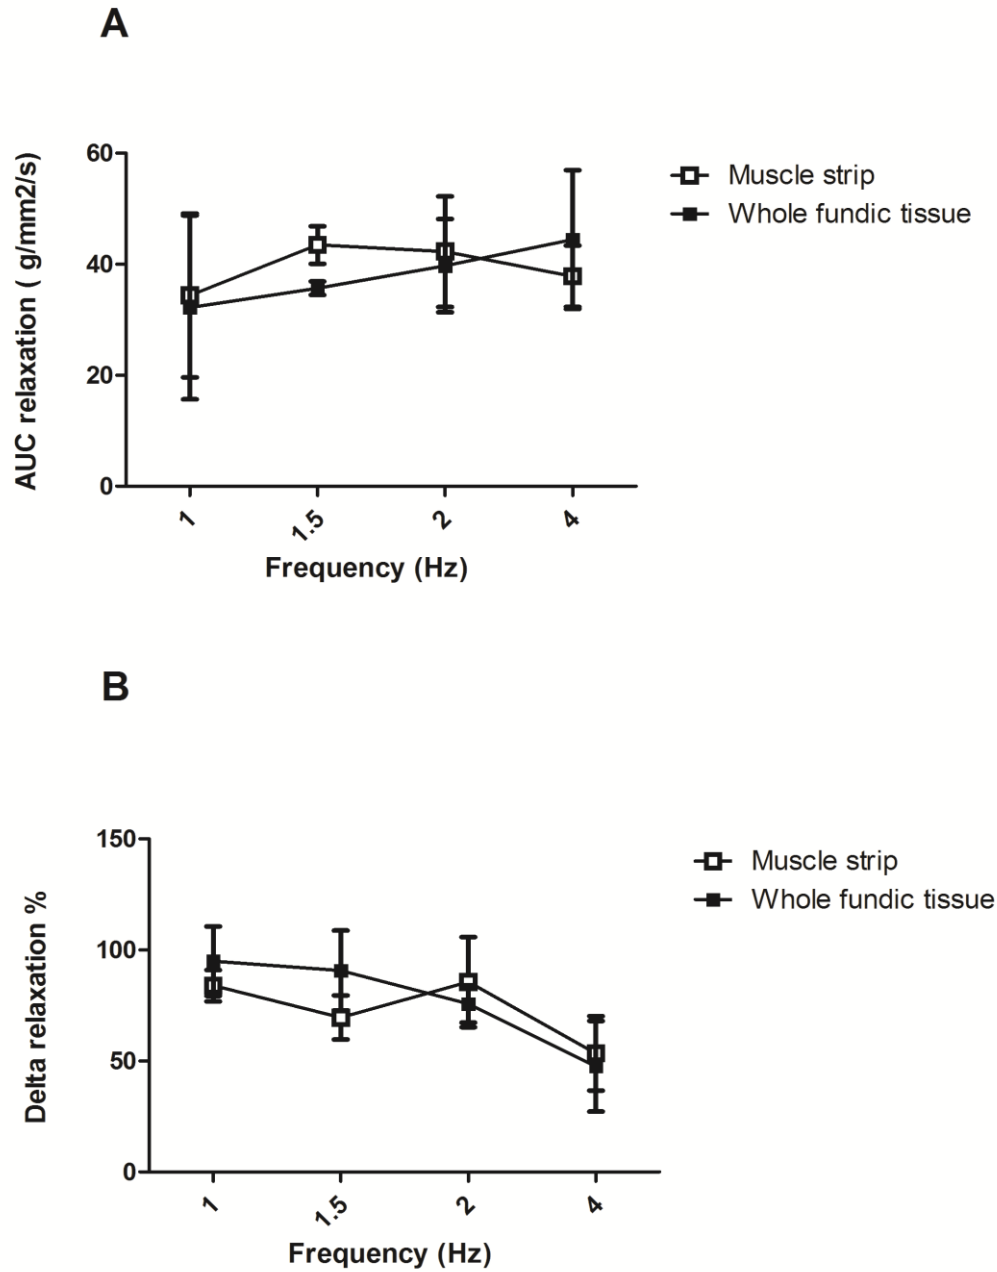 A
AUC relaxation ( g/mm2/s)
60
40
20
0
1
1.5
2
4
Frequency (Hz)
Muscle strip
Whole fundic tissue
B
Delta relaxation %
150
100
50
0
1
1.5
2
4
Frequency (Hz)
Muscle strip
Whole fundic tissue